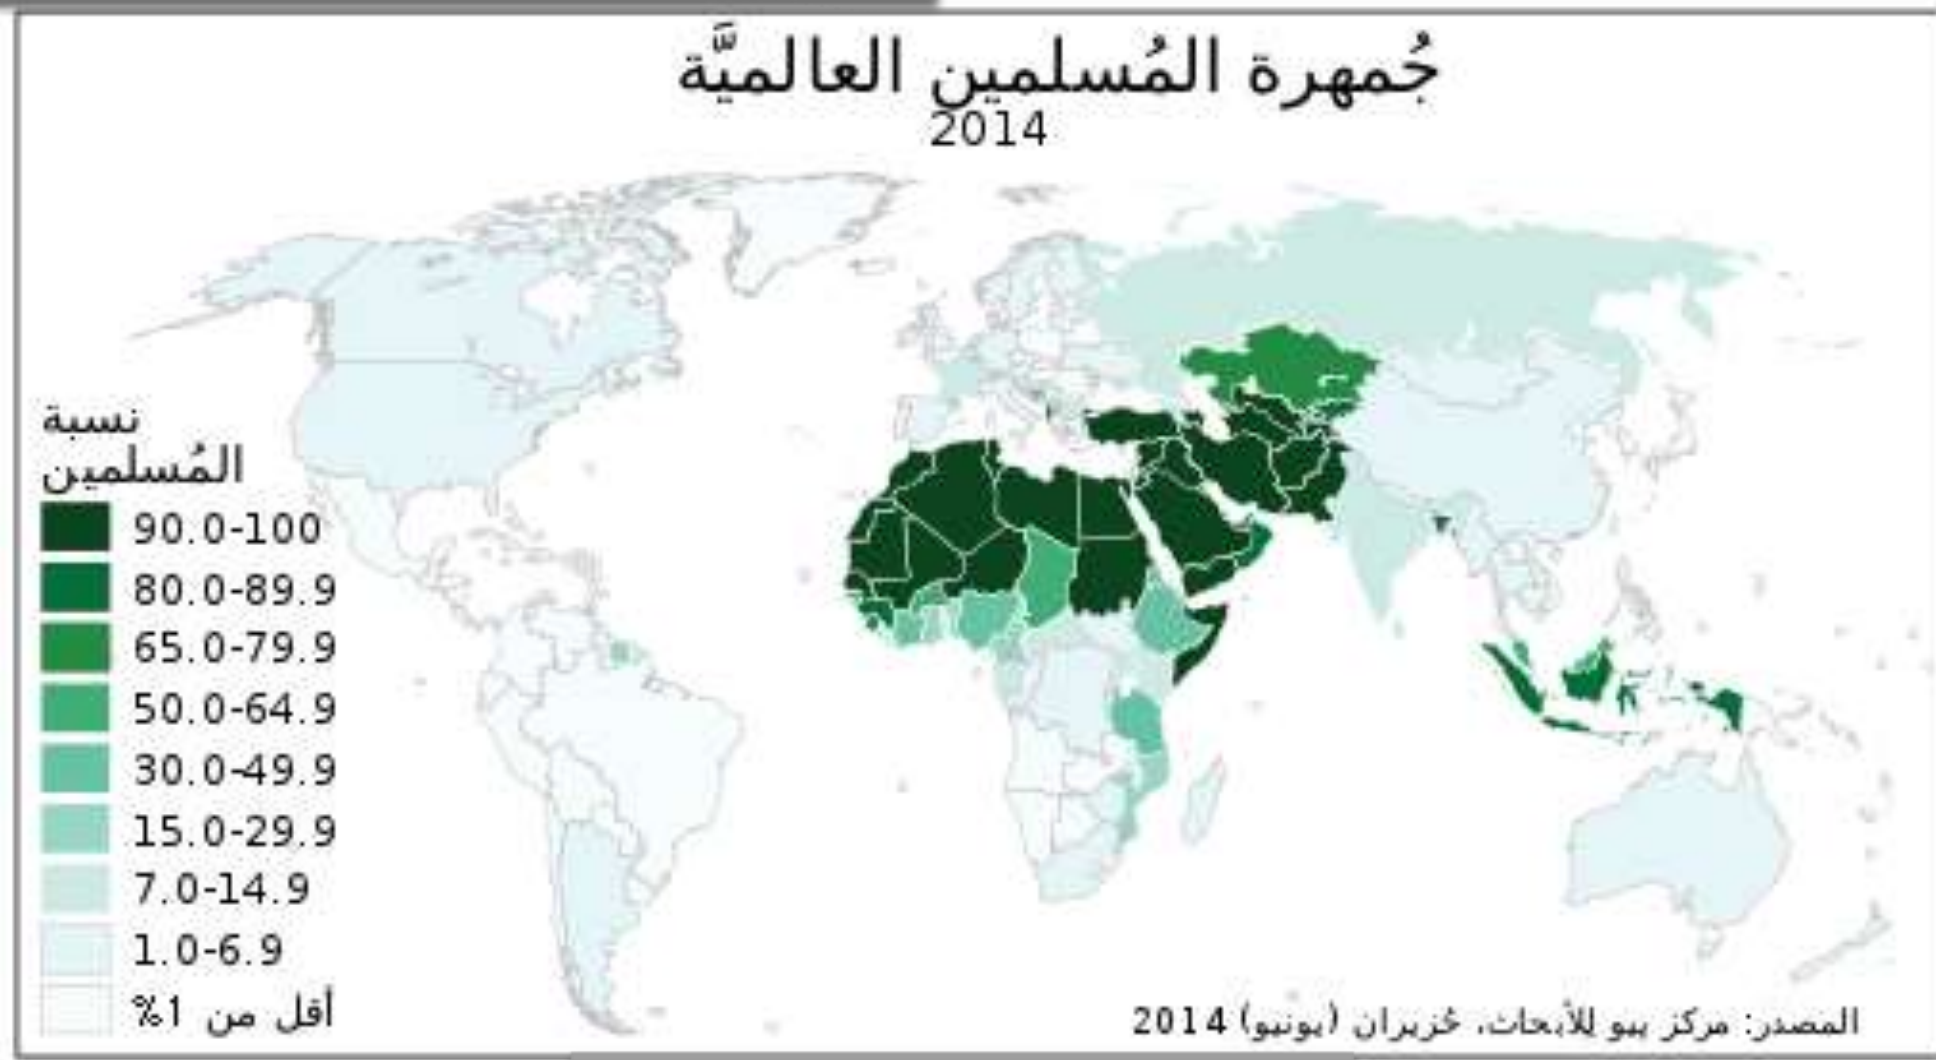 جُمهرة المُسلمين العالميَّة
2014
نسبة
المُسلمين
90.0-100
80.0-89.9
65.0-79.9
50.0-64.9
30.0-49.9
15.0-29.9
7.0-14.9
1.0-6.9
أقل من 1%
المصدر: مركز پيو للأبحاث، حُزيران (يونيو) 2014